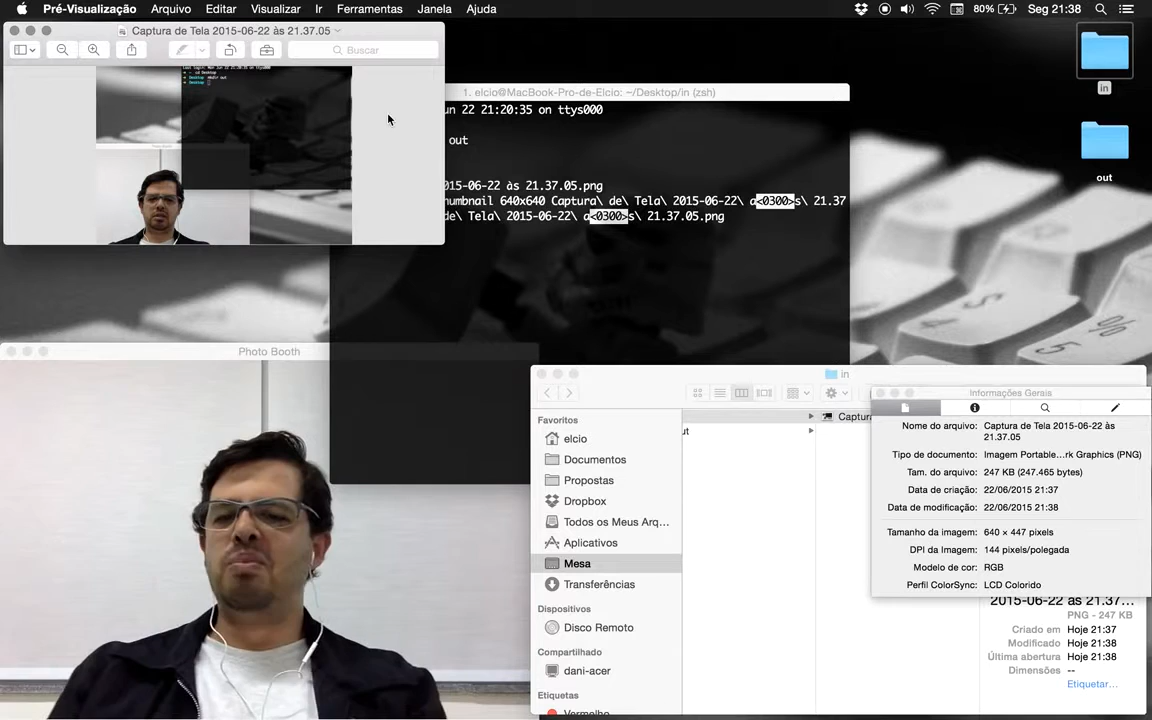 Pré-Visualização Arquivo Editar Visualizar Ir Ferramentas Janela Ajuda
80% Seg 21:38
Captura de Tela 2015-06-22 às 21.37.05
Buscar
in
out
1. elcio@MacBook-Pro-de-Elcio: ~/Desktop/in (zsh)
un 22 21:20:35 on ttys000
out
15-06-22 às 21.37.05.png
humbnail 640x640 Captura\ de\ Tela\ 2015-06-22\ a<0300>s\ 21.37
de\ Tela\ 2015-06-22\ a<0300>s\ 21.37.05.png
Photo Booth
in
Favoritos
elcio
Documentos
Propostas
Dropbox
Todos os Meus Arq...
Aplicativos
Mesa
Transferências
Dispositivos
Disco Remoto
Compartilhado
dani-acer
Etiquetas
Vermelho
ut
Captura
Informações Gerais
Nome do arquivo: Captura de Tela 2015-06-22 às
21.37.05
Tipo de documento: Imagem Portable...rk Graphics (PNG)
Tam. do arquivo: 247 KB (247.465 bytes)
Data de criação: 22/06/2015 21:37
Data de modificação: 22/06/2015 21:38
Tamanho da imagem: 640 × 447 pixels
DPI da Imagem: 144 pixels/polegada
Modelo de cor: RGB
Perfil ColorSync: LCD Colorido
2015-06-22 às 21.37...
PNG - 247 KB
Criado em Hoje 21:37
Modificado Hoje 21:38
Última abertura Hoje 21:38
Dimensões --
Etiquetar...